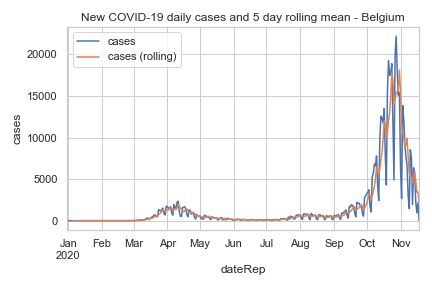 New COVID-19 daily cases and 5 day rolling mean - Belgium
cases
cases (rolling)
20000
15000
10000
5000
0
cases
Jan Feb Mar Apr May Jun Jul Aug Sep Oct Nov
2020
dateRep